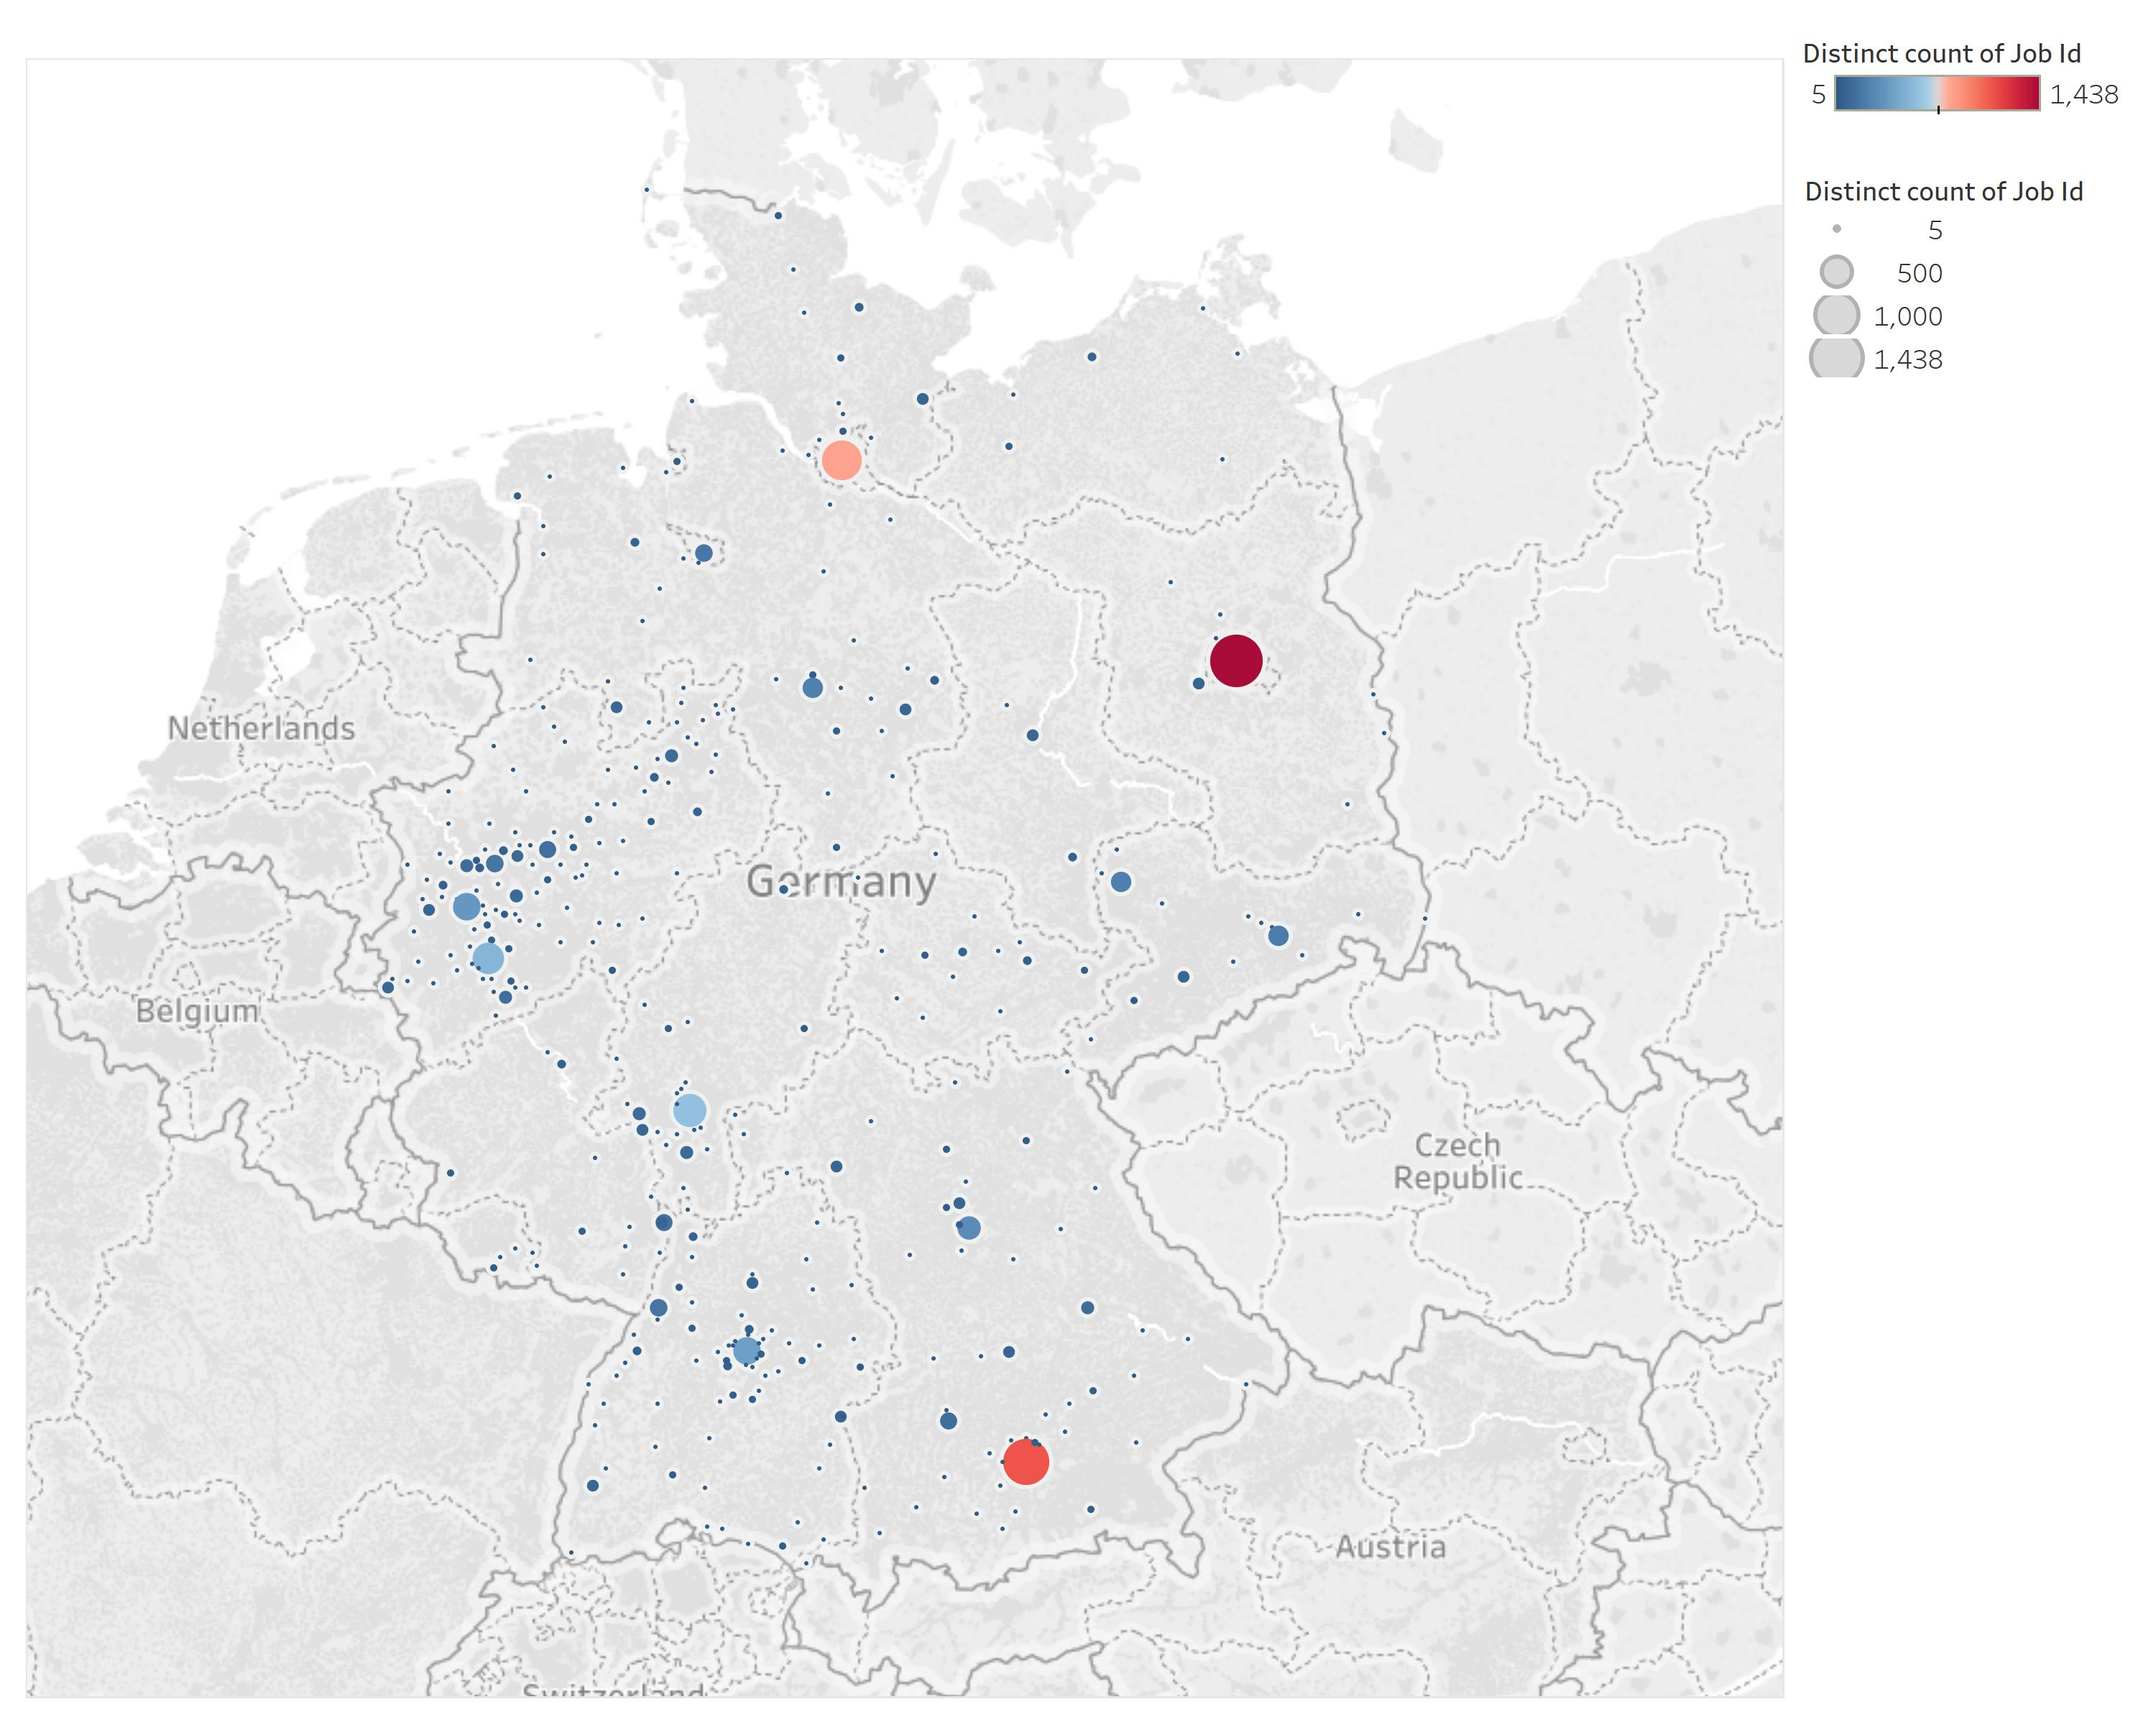 Distinct count of Job Id
5 1,438
Distinct count of Job Id
5
500
1,000
1,438
Netherlands
Germany
Belgium
Czech
Republic
Austria
Switzerland